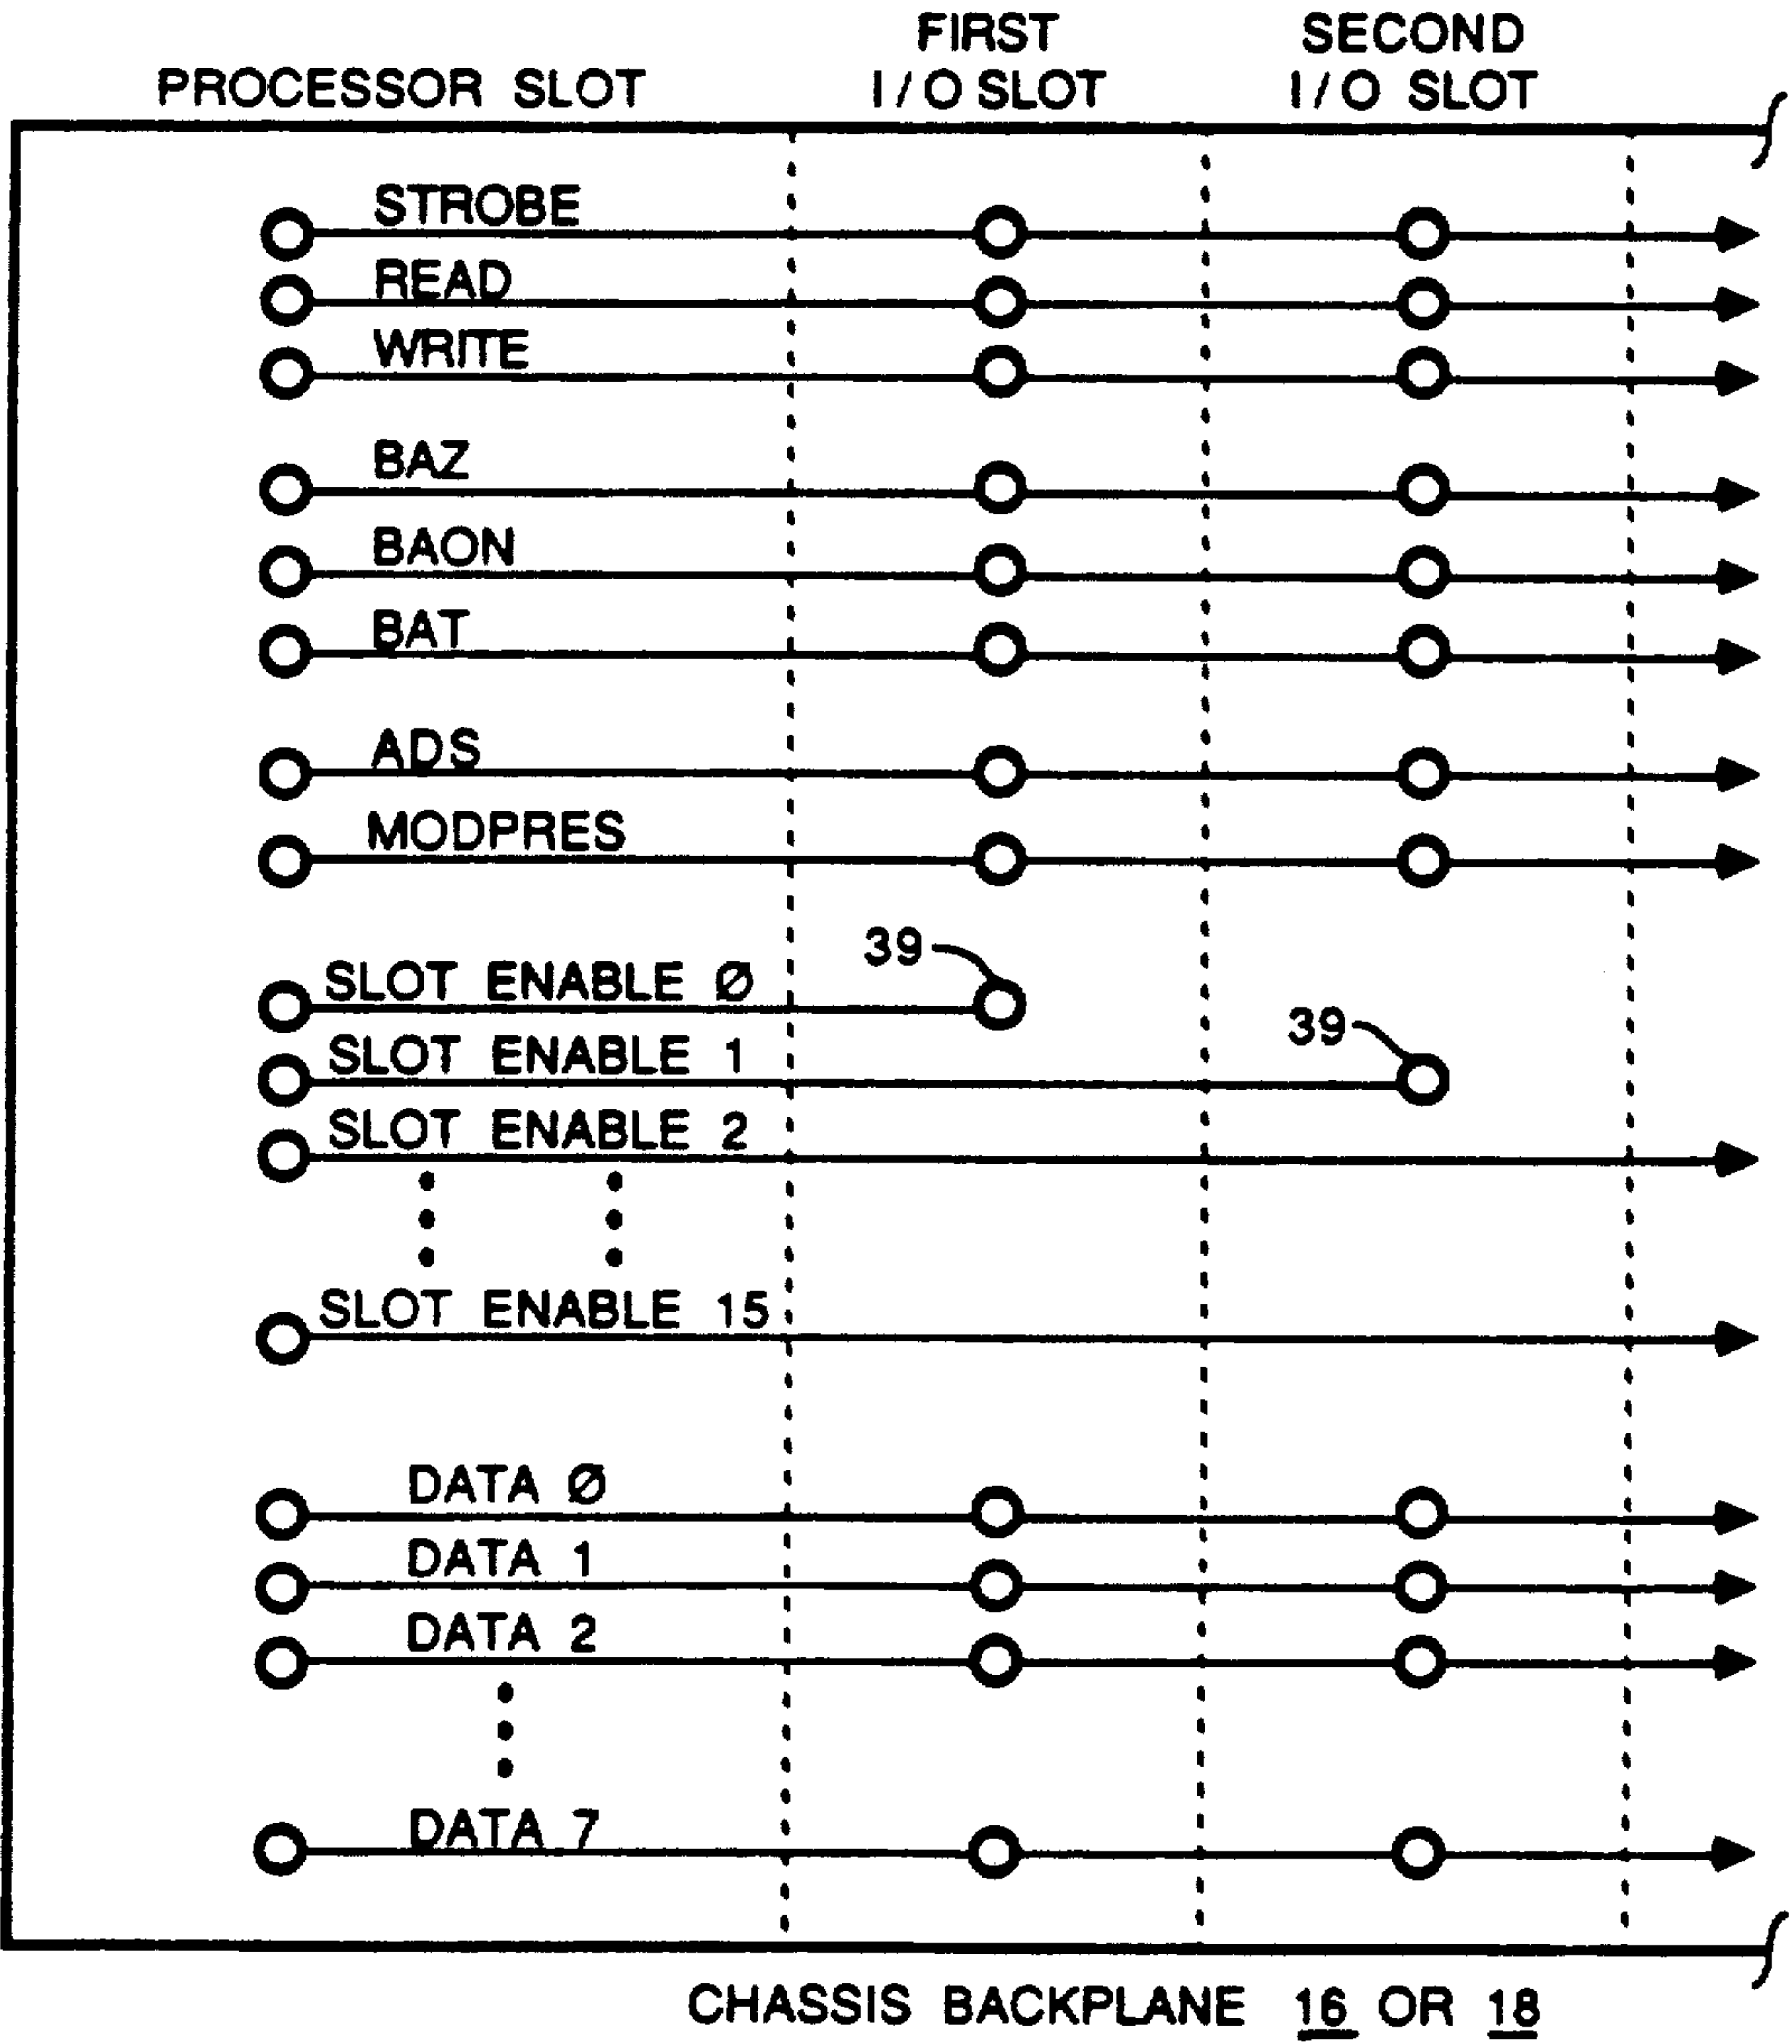 FIRST
SECOND
PROCESSOR SLOT
I/O SLOT
I/O SLOT
STROBE
READ
WRITE
BAZ
BAON
BAT
ADS
MODPRES
39
SLOT ENABLE Ø
39
SLOT ENABLE 1
SLOT ENABLE 2
SLOT ENABLE 15
DATA Ø
DATA 1
DATA 2
DATA 7
CHASSIS BACKPLANE 16 OR 18